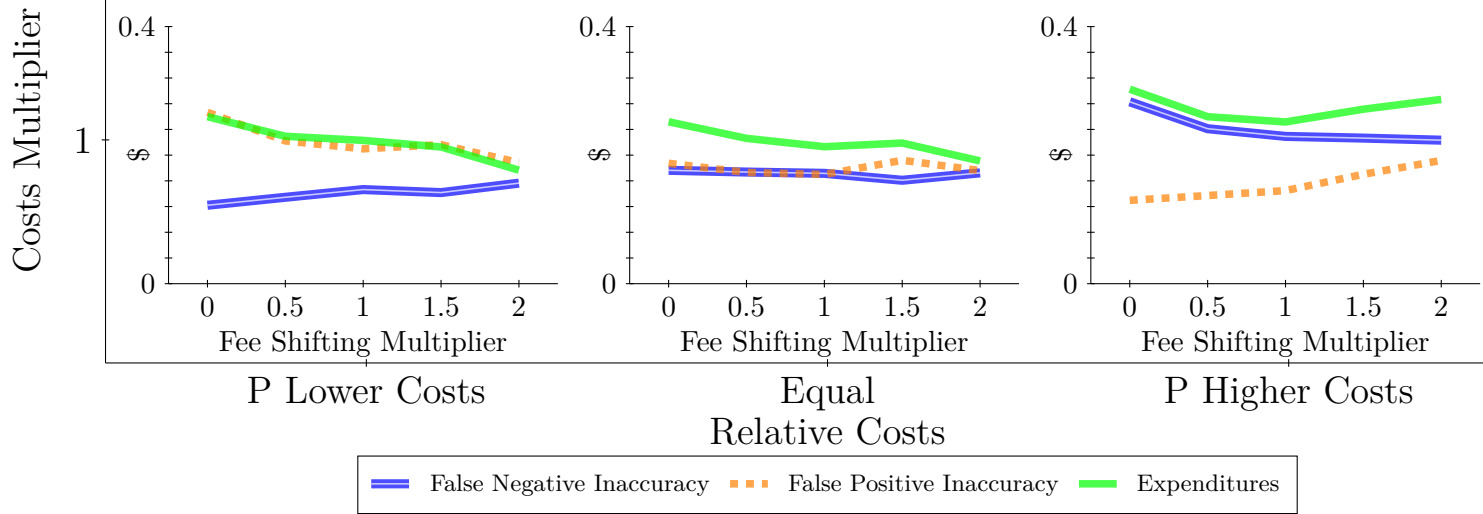 Costs Multiplier
1
0.4
$
0
0 0.5 1 1.5 2
Fee Shifting Multiplier
0.4
$
0
0 0.5 1 1.5 2
Fee Shifting Multiplier
0.4
$
0
0 0.5 1 1.5 2
Fee Shifting Multiplier
P Lower Costs
Equal
P Higher Costs
Relative Costs
False Negative Inaccuracy False Positive Inaccuracy Expenditures